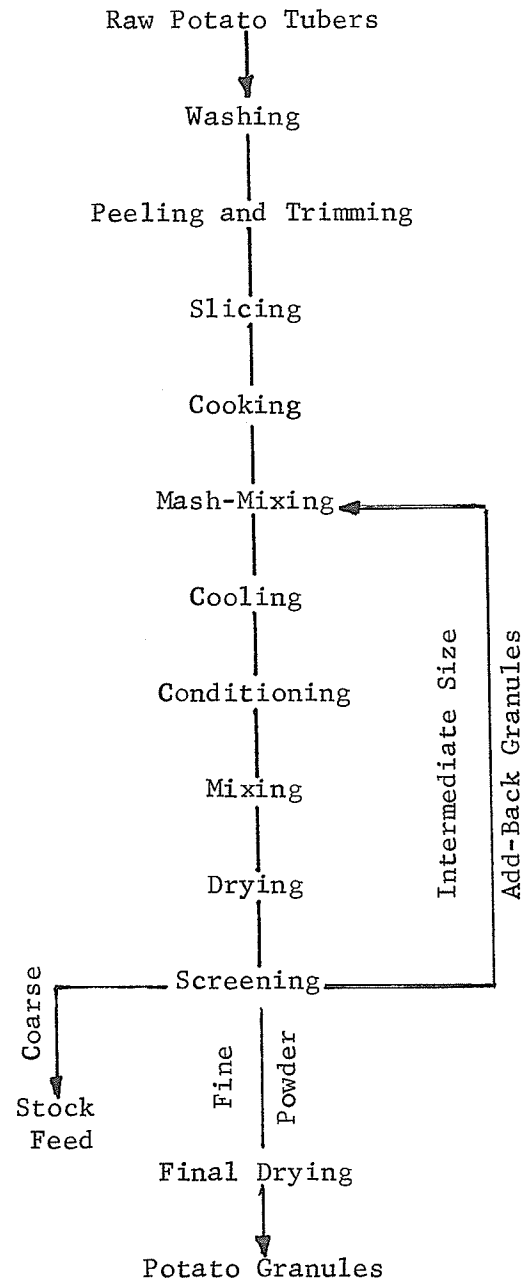 Raw Potato Tubers
Washing
Peeling and Trimming
Slicing
Cooking
Mash-Mixing
Cooling
Conditioning
Mixing
Drying
Intermediate Size
Add-Back Granules
Screening
Coarse
Stock
Feed
Fine
Powder
Final Drying
Potato Granules